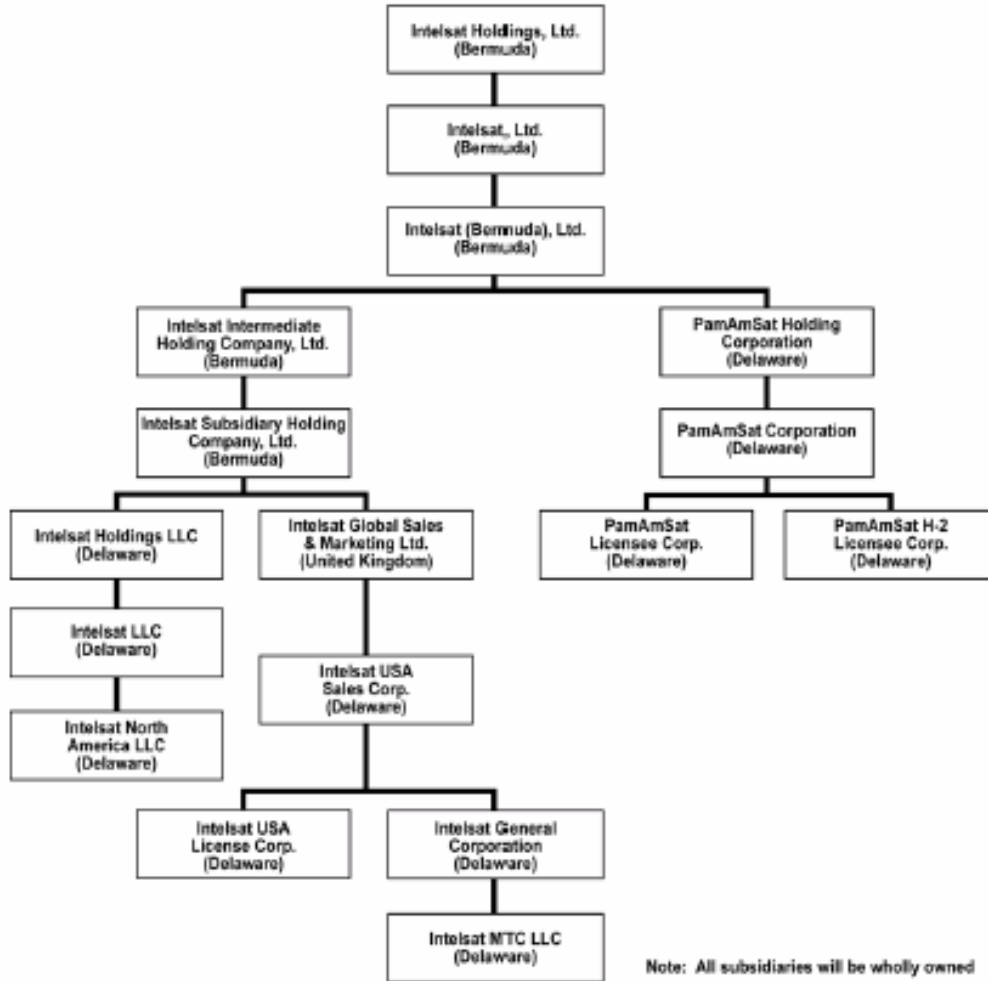 Intelsat Holdings, Ltd.
(Bermuda)
Intelsat, Ltd.
(Bermuda)
Intelsat (Bermuda), Ltd.
(Bermuda)
Intelsat Intermediate
Holding Company, Ltd.
(Bermuda)
PamAmSat Holding
Corporation
(Delaware)
Intelsat Subsidiary Holding
Company, Ltd.
(Bermuda)
PamAmSat Corporation
(Delaware)
Intelsat Holdings LLC
(Delaware)
Intelsat Global Sales
& Marketing Ltd.
(United Kingdom)
PamAmSat
Licensee Corp.
(Delaware)
PamAmSat H-2
Licensee Corp.
(Delaware)
Intelsat LLC
(Delaware)
Intelsat USA
Sales Corp.
(Delaware)
Intelsat North
America LLC
(Delaware)
Intelsat USA
License Corp.
(Delaware)
Intelsat General
Corporation
(Delaware)
Intelsat MTC LLC
(Delaware)
Note: All subsidiaries will be wholly owned